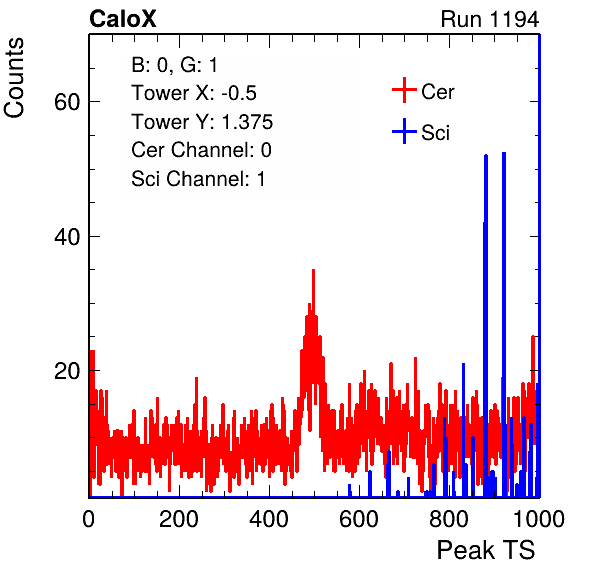 CaloX Run 1194
Counts
B: 0, G: 1
Tower X: -0.5
Tower Y: 1.375
Cer Channel: 0
Sci Channel: 1
Cer
Sci
60
40
20
0 200 400 600 800 1000
Peak TS